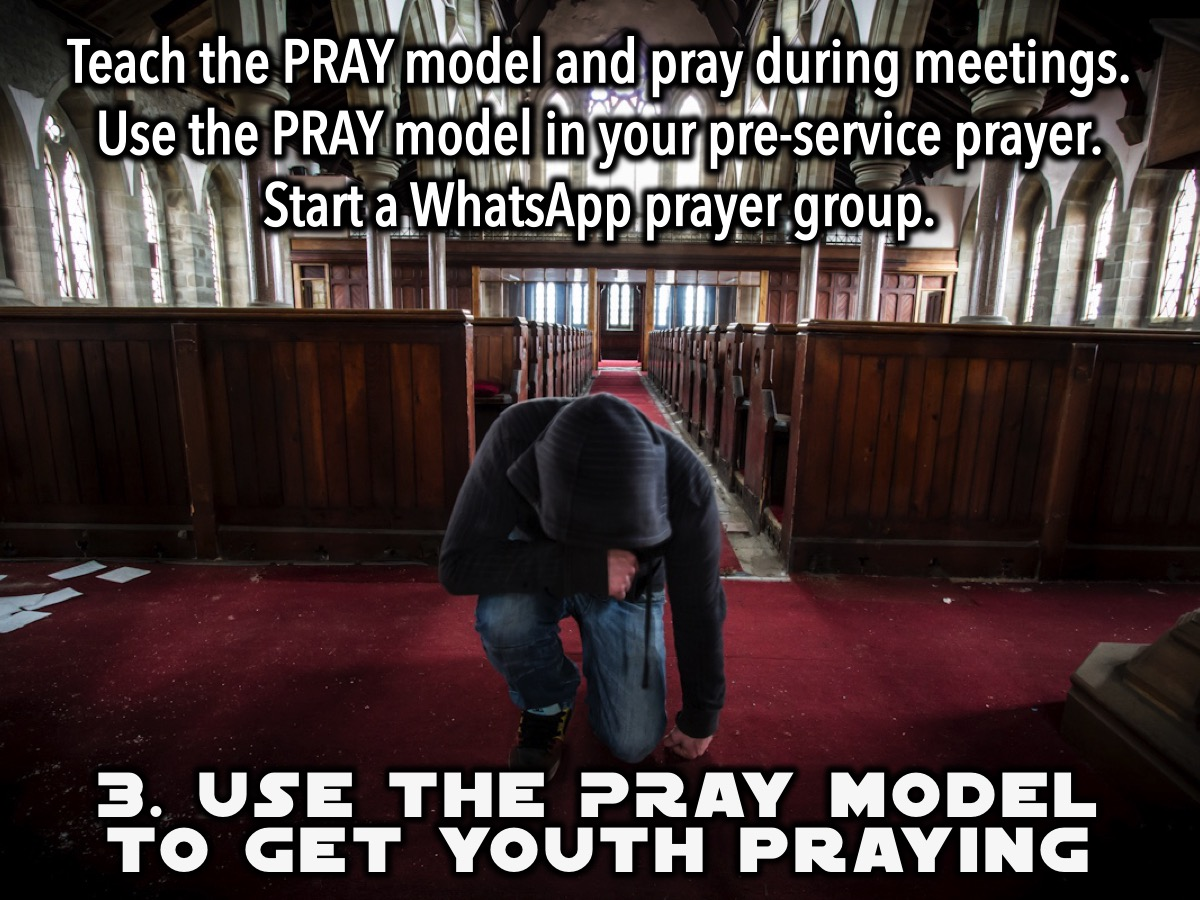 Teach the PRAY model and pray during meetings.
Use the PRAY model in your pre-service prayer.
Start a WhatsApp prayer group.
3. USE THE PRAY MODEL
TO GET YOUTH PRAYING